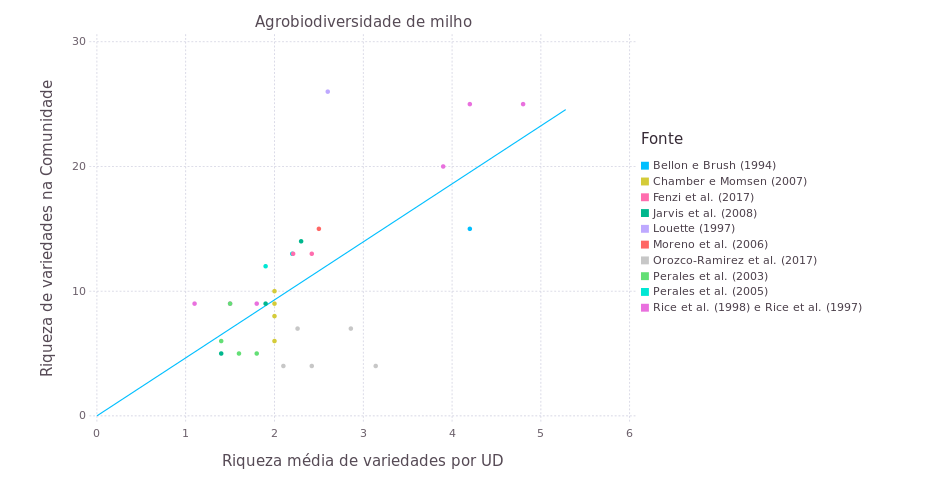 Agrobiodiversidade de milho
Riqueza de variedades na Comunidade
30
20
10
0
0 1 2 3 4 5 6
Riqueza média de variedades por UD
Fonte
Bellon e Brush (1994)
Chamber e Momsen (2007)
Fenzi et al. (2017)
Jarvis et al. (2008)
Louette (1997)
Moreno et al. (2006)
Orozco-Ramirez et al. (2017)
Perales et al. (2003)
Perales et al. (2005)
Rice et al. (1998) e Rice et al. (1997)